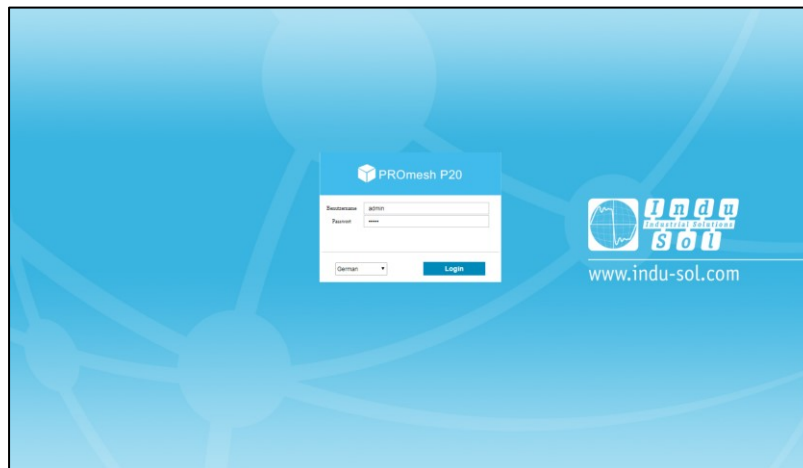 PROmesh P20
Benutzername admin
Passwort •••••
German Login
Indu
Industrial Solutions
Sol
www.indu-sol.com